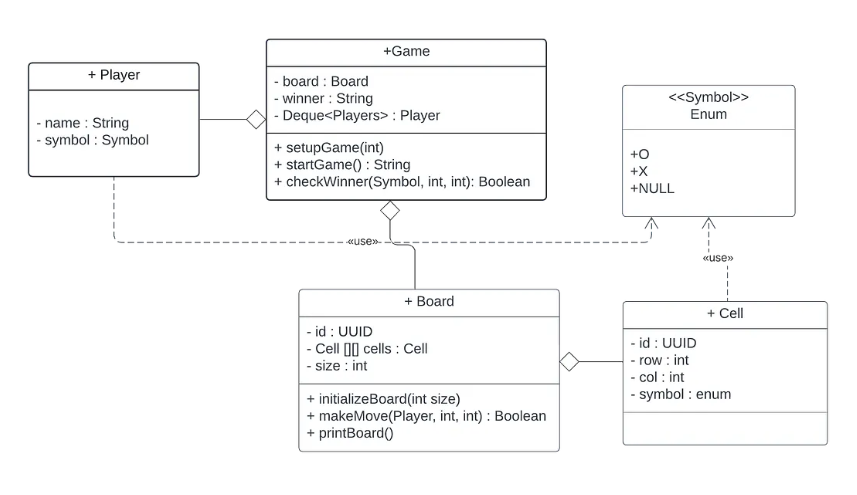 + Player
- name : String
- symbol : Symbol
+Game
- board : Board
- winner : String
- Deque<Players> : Player
+ setupGame(int)
+ startGame() : String
+ checkWinner(Symbol, int, int): Boolean
<<Symbol>>
Enum
+O
+X
+NULL
«use»
«use»
+ Board
- id : UUID
- Cell [][] cells : Cell
- size : int
+ initializeBoard(int size)
+ makeMove(Player, int, int) : Boolean
+ printBoard()
+ Cell
- id : UUID
- row : int
- col : int
- symbol : enum